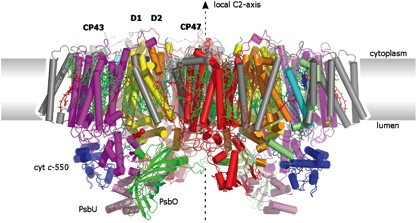 local C2-axis
CP43 D1 D2 CP47
cytoplasm
lumen
cyt c-550
PsbU PsbO